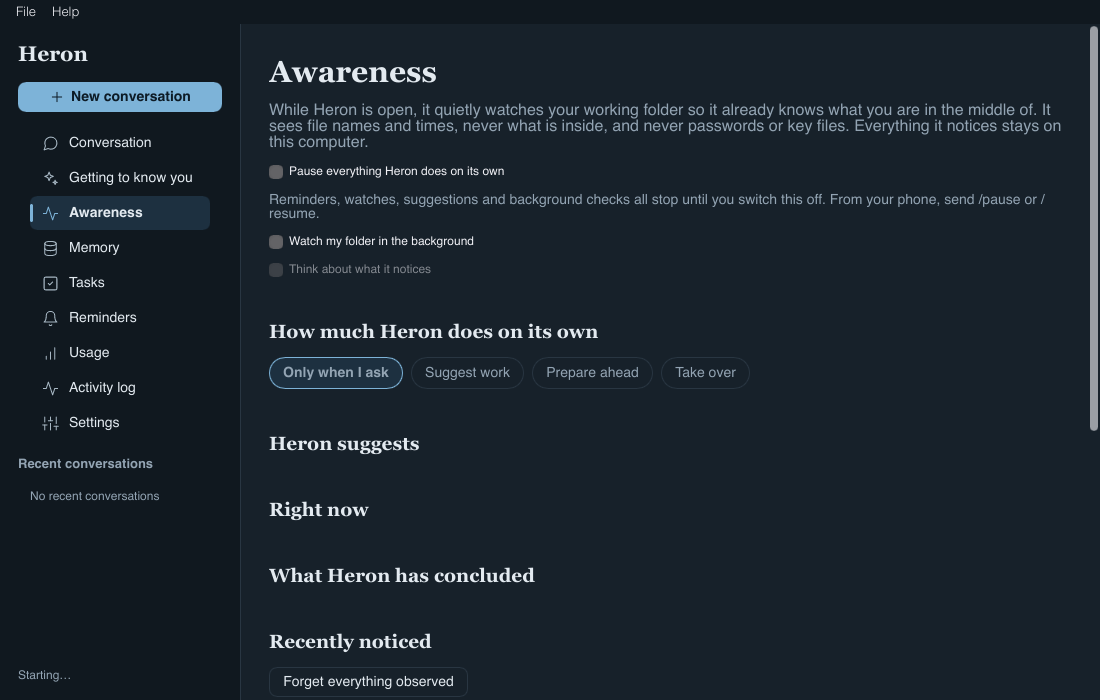 File Help
Heron
New conversation
Conversation
Getting to know you
Awareness
Memory
Tasks
Reminders
Usage
Activity log
Settings
Recent conversations
No recent conversations
Starting…
Awareness
While Heron is open, it quietly watches your working folder so it already knows what you are in the middle of. It
sees file names and times, never what is inside, and never passwords or key files. Everything it notices stays on
this computer.
Pause everything Heron does on its own
Reminders, watches, suggestions and background checks all stop until you switch this off. From your phone, send /pause or /
resume.
Watch my folder in the background
Think about what it notices
How much Heron does on its own
Only when I ask Suggest work Prepare ahead Take over
Heron suggests
Right now
What Heron has concluded
Recently noticed
Forget everything observed